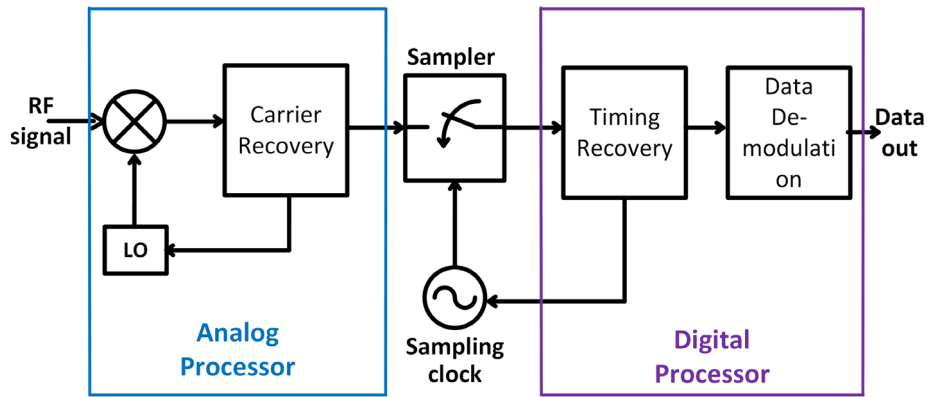 RF
signal
LO
Carrier
Recovery
Analog
Processor
Sampler
Sampling
clock
Timing
Recovery
Data
De-
modulati
on
Digital
Processor
Data
out